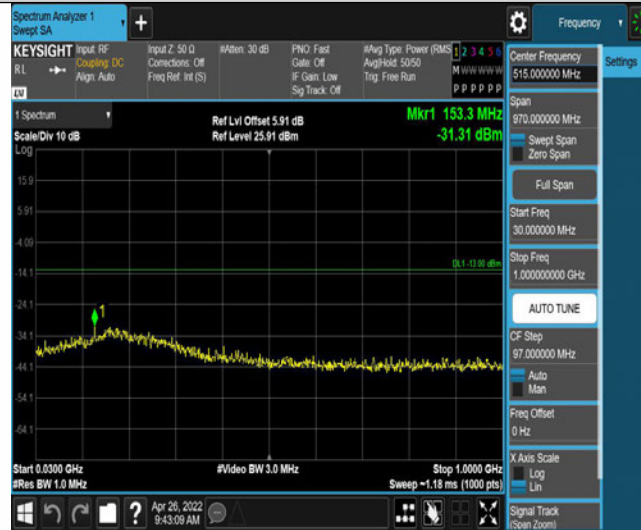 Spectrum Analyzer 1
Swept SA
Frequency
KEYSIGHT
Input: RF
Coupling: DC
Align: Auto
Input Z: 50 Ω
Corrections: Off
Freq Ref: Int (S)
#Atten: 30 dB
PNO: Fast
Gate: Off
IF Gain: Low
Sig Track: Off
#Avg Type: Power (RMS
Avg|Hold: 50/50
Trig: Free Run
1 2 3 4 5 6
M W W W W W
P P P P P P
RL
LXI
Center Frequency
515.000000 MHz
Settings
Span
970.000000 MHz
Swept Span
Zero Span
Full Span
Start Freq
30.000000 MHz
Stop Freq
1.000000000 GHz
AUTO TUNE
CF Step
97.000000 MHz
Auto
Man
Freq Offset
0 Hz
X Axis Scale
Log
Lin
Signal Track
(Span Zoom)
1 Spectrum
Scale/Div 10 dB
Ref Lvl Offset 5.91 dB
Ref Level 25.91 dBm
Mkr1 153.3 MHz
-31.31 dBm
Log
15.9
5.91
-4.09
DL1 -13.00 dBm
-14.1
-24.1
1
-34.1
-44.1
-54.1
-64.1
Start 0.0300 GHz
#Res BW 1.0 MHz
#Video BW 3.0 MHz
Stop 1.0000 GHz
Sweep ~1.18 ms (1000 pts)
?
Apr 26, 2022
9:43:09 AM